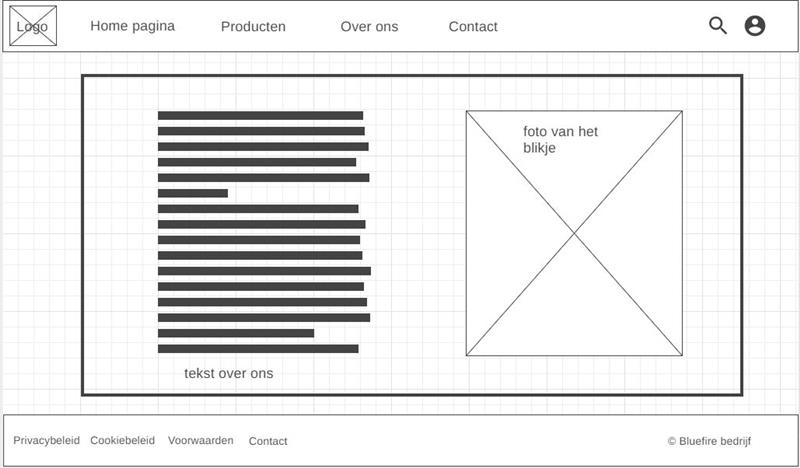 Logo Home pagina Producten Over ons Contact
foto van het
blikje
tekst over ons
Privacybeleid Cookiebeleid Voorwaarden Contact © Bluefire bedrijf